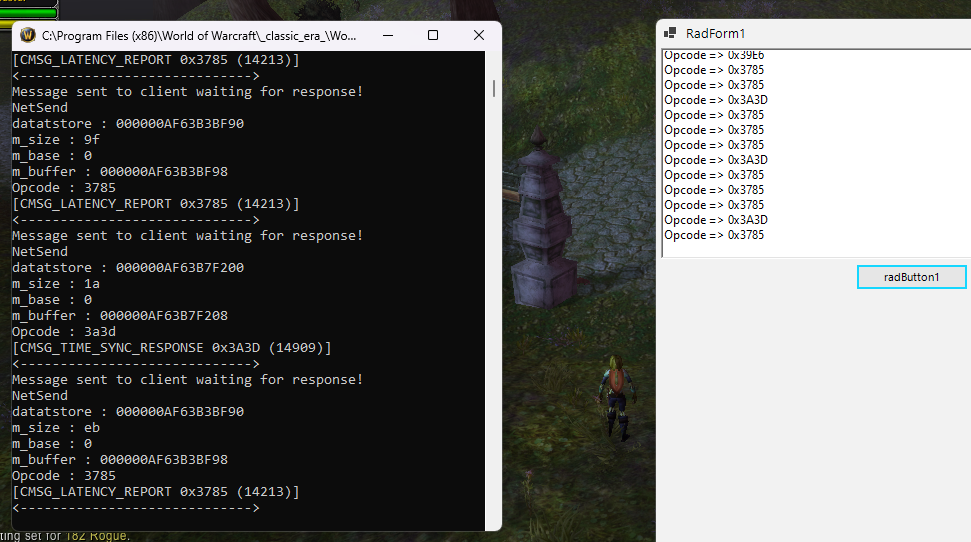 C:\Program Files (x86)\World of Warcraft\_classic_era_\Wo...
[CMSG_LATENCY_REPORT 0x3785 (14213)]
<---------------------------->
Message sent to client waiting for response!
NetSend
datatstore : 000000AF63B3BF90
m_size : 9f
m_base : 0
m_buffer : 000000AF63B3BF98
Opcode : 3785
[CMSG_LATENCY_REPORT 0x3785 (14213)]
<---------------------------->
Message sent to client waiting for response!
NetSend
datatstore : 000000AF63B7F200
m_size : 1a
m_base : 0
m_buffer : 000000AF63B7F208
Opcode : 3a3d
[CMSG_TIME_SYNC_RESPONSE 0x3A3D (14909)]
<---------------------------->
Message sent to client waiting for response!
NetSend
datatstore : 000000AF63B3BF90
m_size : eb
m_base : 0
m_buffer : 000000AF63B3BF98
Opcode : 3785
[CMSG_LATENCY_REPORT 0x3785 (14213)]
<---------------------------->
ting set for 182 Rogue.
RadForm1
Opcode => 0x39E6
Opcode => 0x3785
Opcode => 0x3785
Opcode => 0x3A3D
Opcode => 0x3785
Opcode => 0x3785
Opcode => 0x3785
Opcode => 0x3A3D
Opcode => 0x3785
Opcode => 0x3785
Opcode => 0x3785
Opcode => 0x3A3D
Opcode => 0x3785
radButton1